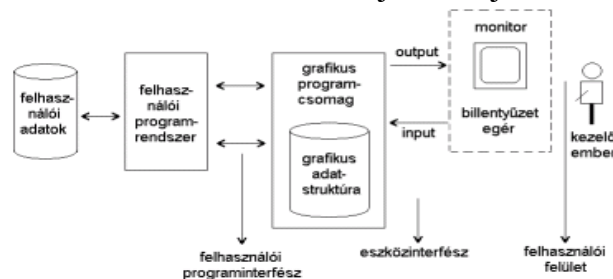 felhasz-
nálói
adatok
felhasz-
nálói
program-
rendszer
grafikus
program-
csomag
grafikus
adat-
struktúra
output
input
monitor
billentyűzet
egér
kezelő
ember
felhasználói
programinterfész
eszközinterfész
felhasználói
felület